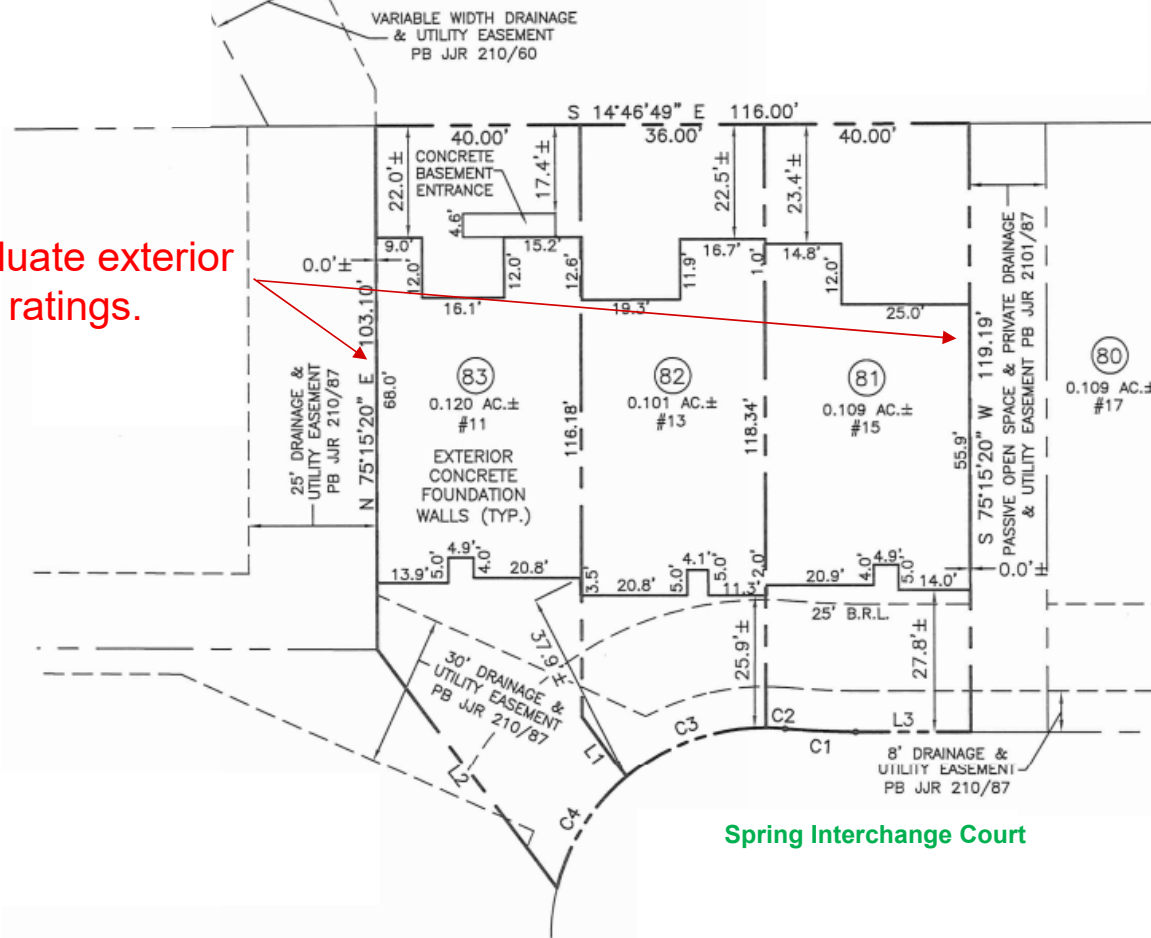 VARIABLE WIDTH DRAINAGE
& UTILITY EASEMENT
PB JJR 210/60
S 14°46'49" E 116.00'
40.00'
36.00'
40.00'
22.0'±
CONCRETE
BASEMENT
ENTRANCE
17.4'±
22.5'±
23.4'±
4.6'
9.0'
15.2'
16.7'
1.0'
14.8'
0.0'±
12.0'
12.0'
12.6'
11.9'
12.0'
16.1'
19.3'
25.0'
luate exterior
ratings.
N 75°15'20" E 103.10'
68.0'
25' DRAINAGE &
UTILITY EASEMENT
PB JJR 210/87
83
0.120 AC.±
#11
EXTERIOR
CONCRETE
FOUNDATION
WALLS (TYP.)
116.18'
82
0.101 AC.±
#13
118.34'
81
0.109 AC.±
#15
55.9'
S 75°15'20" W 119.19'
PASSIVE OPEN SPACE & PRIVATE DRAINAGE
& UTILITY EASEMENT PB JJR 2101/87
80
0.109 AC.±
#17
13.9'
5.0'
4.9'
4.0'
20.8'
3.5'
20.8'
5.0'
4.1'
5.0'
11.3'
2.0'
20.9'
4.0'
4.9'
5.0'
14.0'
0.0'±
25' B.R.L.
37.9'±
25.9'±
27.8'±
30' DRAINAGE &
UTILITY EASEMENT
PB JJR 210/87
L1
L2
C3
C4
C2
C1
L3
8' DRAINAGE &
UTILITY EASEMENT
PB JJR 210/87
Spring Interchange Court